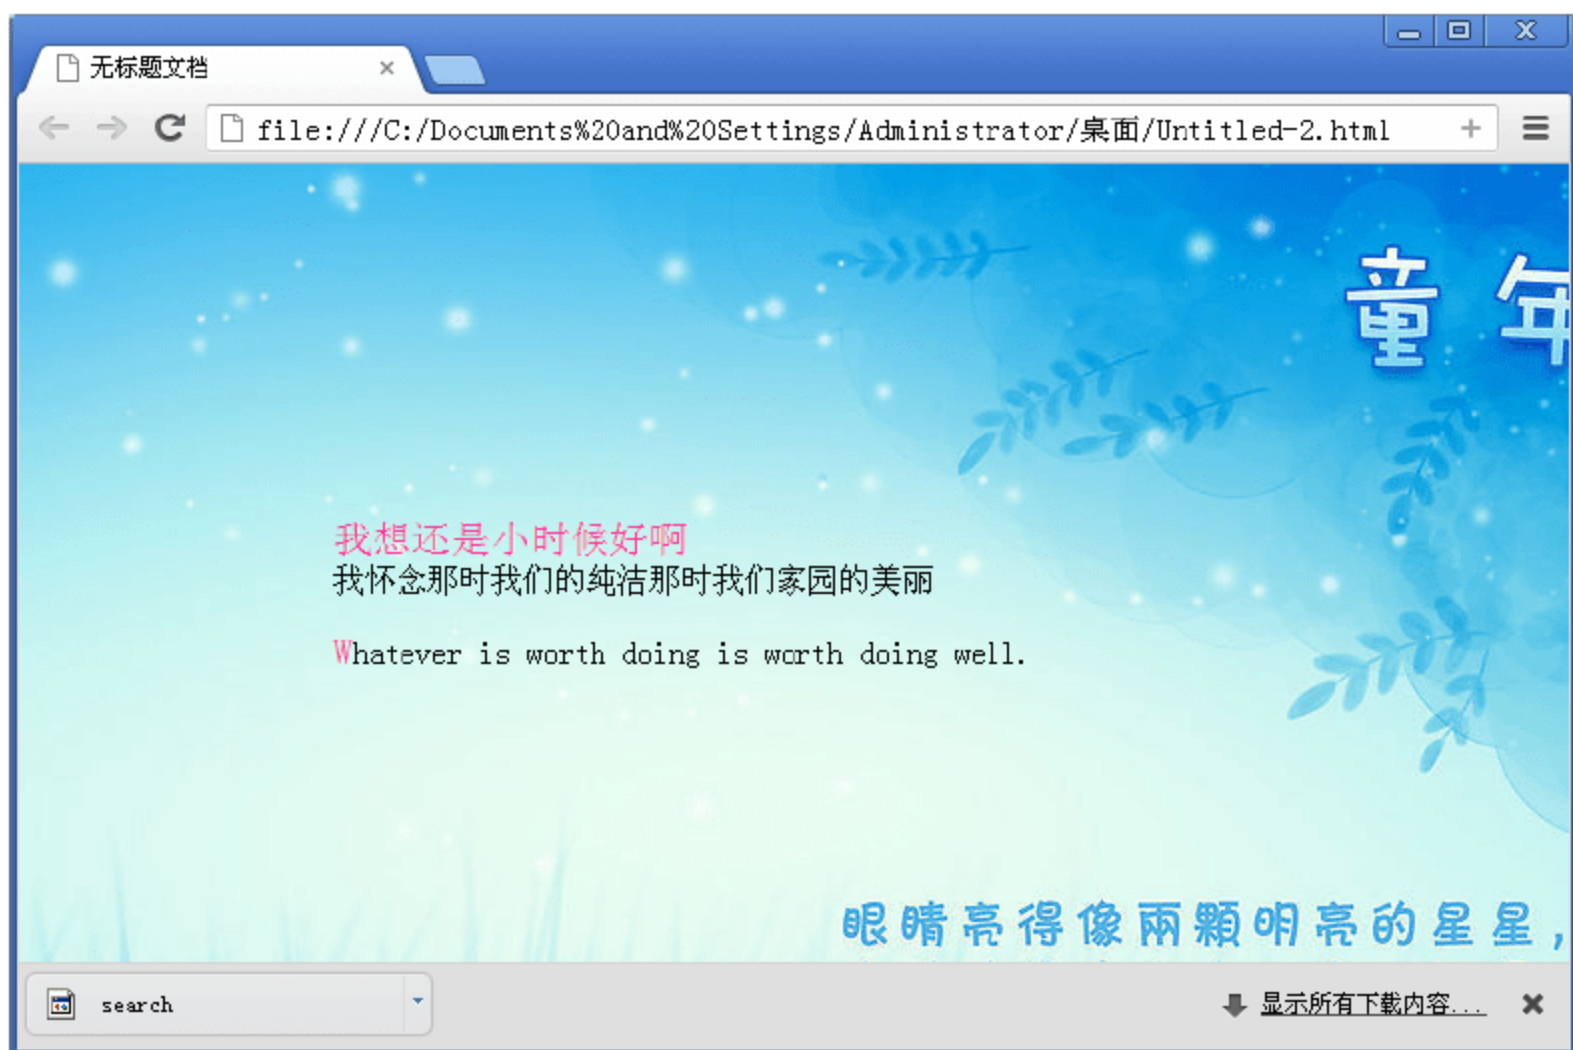 无标题文档
file:///C:/Documents%20and%20Settings/Administrator/桌面/Untitled-2.html
童年
我想还是小时候好啊
我怀念那时我们的纯洁那时我们家园的美丽
Whatever is worth doing is worth doing well.
眼睛亮得像兩顆明亮的星星,
search
显示所有下载内容...